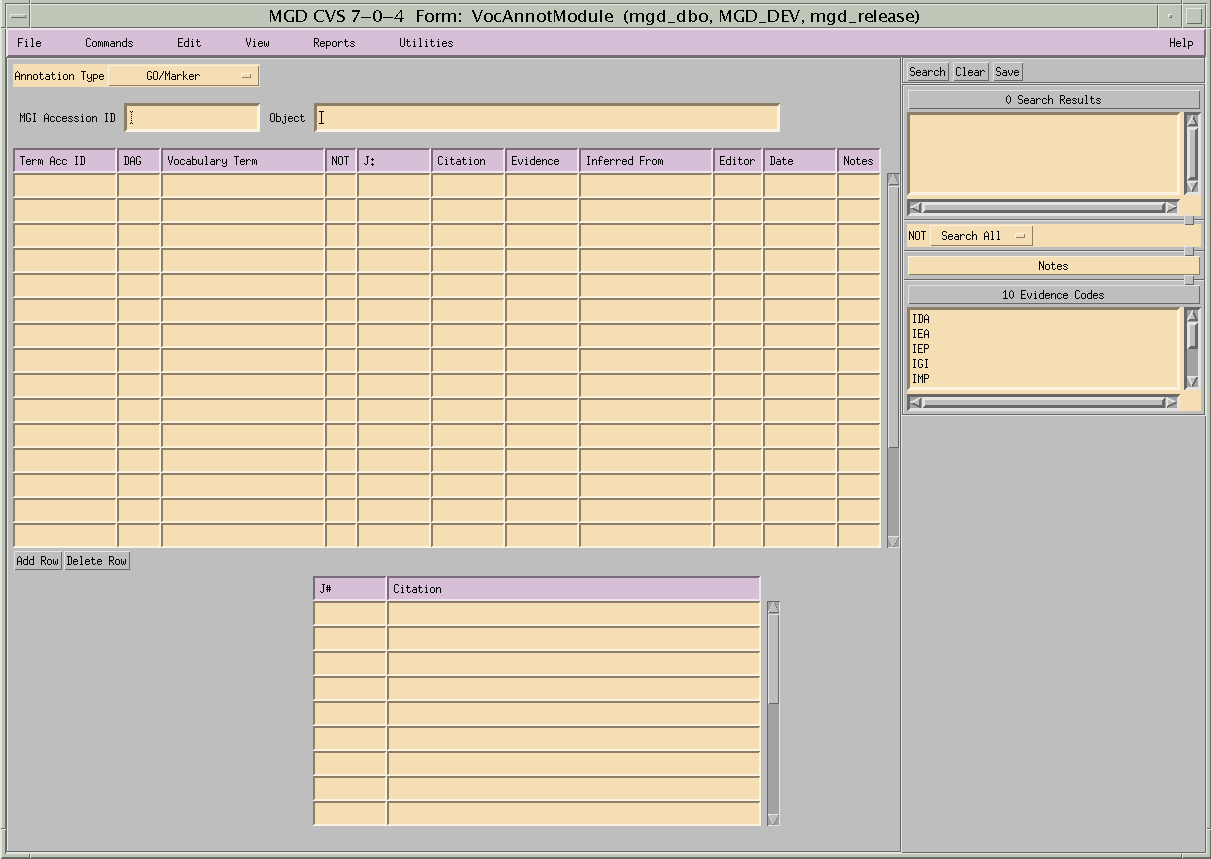 MGD CVS 7-0-4 Form: VocAnnotModule (mgd_dbo, MGD_DEV, mgd_release)
File Commands Edit View Reports Utilities Help
Annotation Type GO/Marker
MGI Accession ID Object
Term Acc ID DAG Vocabulary Term NOT J: Citation Evidence Inferred From Editor Date Notes
Add Row Delete Row
J# Citation
Search Clear Save
0 Search Results
NOT Search All
Notes
10 Evidence Codes
IDA
IEA
IEP
IGI
IMP